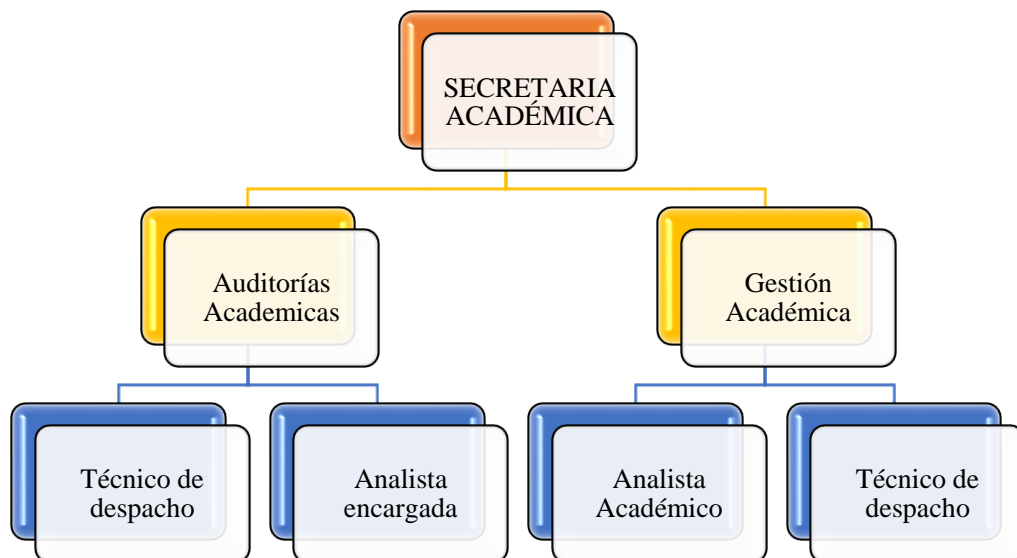 SECRETARIA
ACADÉMICA
Auditorías
Academicas
Gestión
Académica
Técnico de
despacho
Analista
encargada
Analista
Académico
Técnico de
despacho